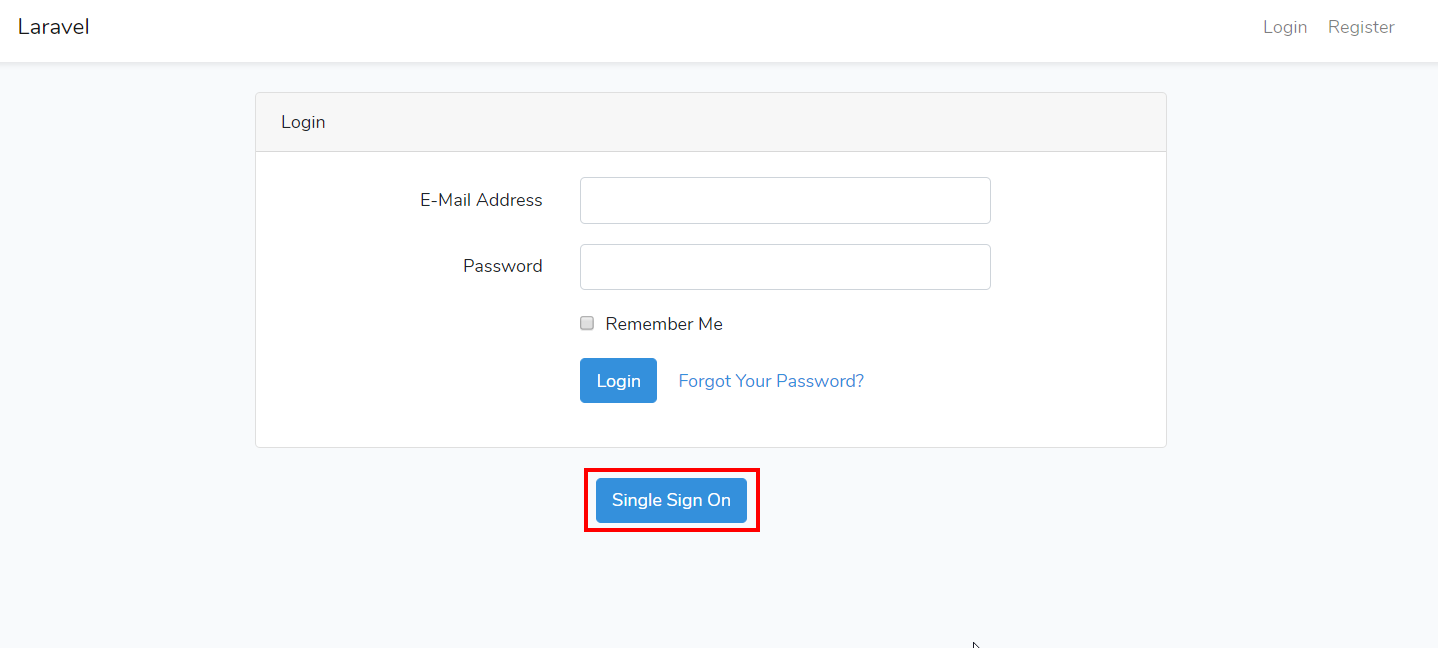 Laravel
Login Register
Login
E-Mail Address
Password
Remember Me
Login Forgot Your Password?
Single Sign On